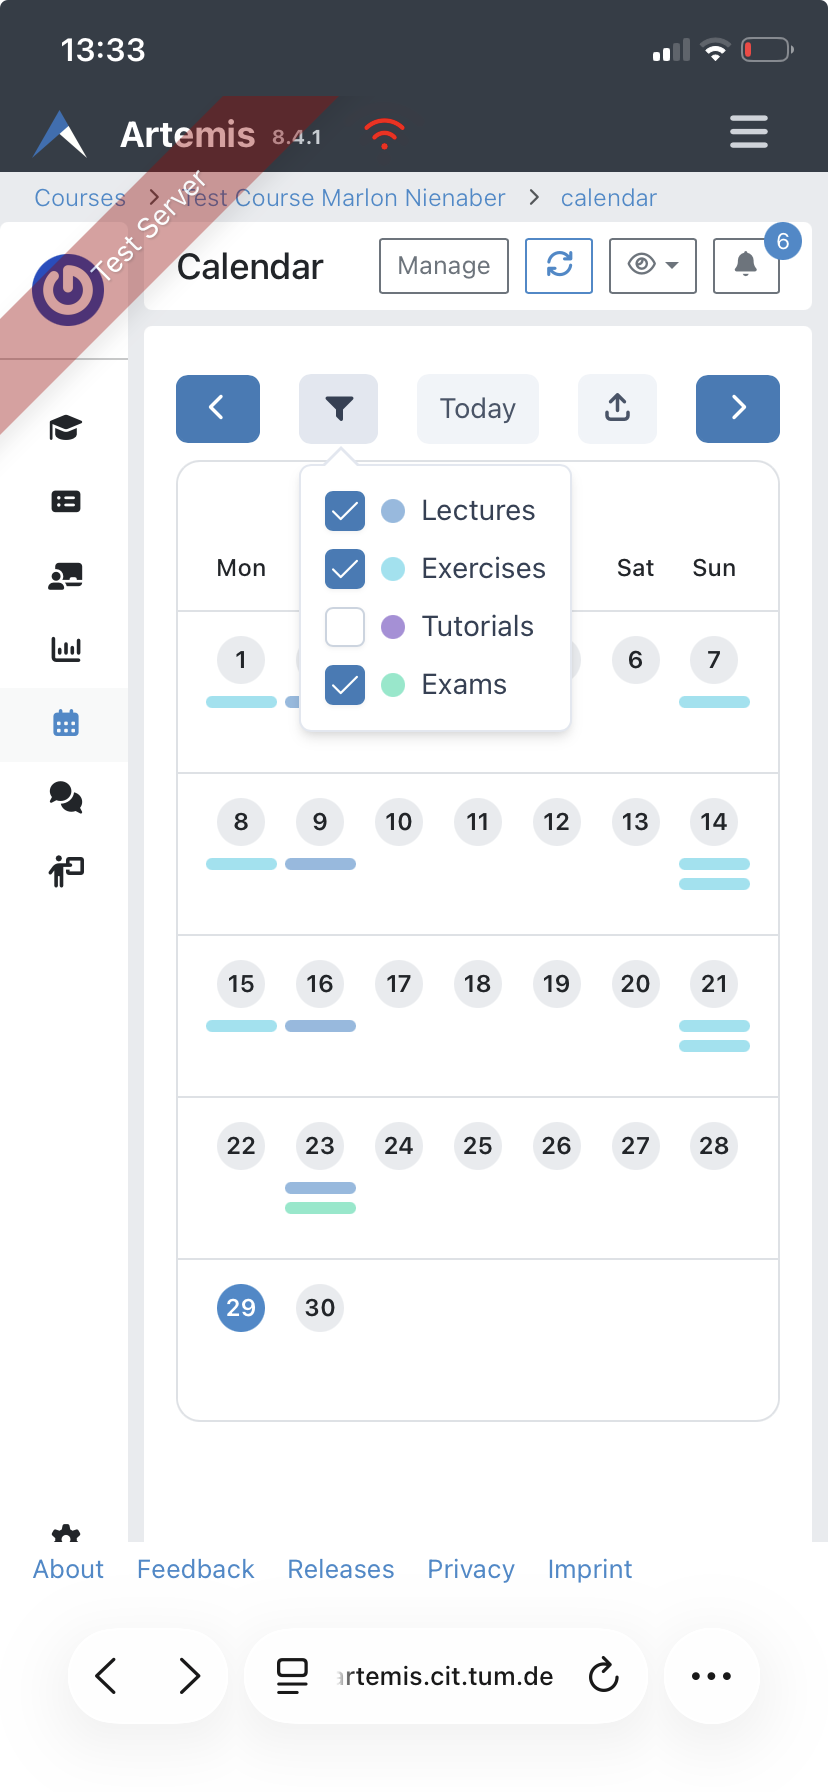 13:33
Artemis 8.4.1
Test Server
Courses > Test Course Marlon Nienaber > calendar
Calendar
Manage
6
Today
Lectures
Exercises
Tutorials
Exams
Mon Sat Sun
1 6 7
8 9 10 11 12 13 14
15 16 17 18 19 20 21
22 23 24 25 26 27 28
29 30
About Feedback Releases Privacy Imprint
artemis.cit.tum.de